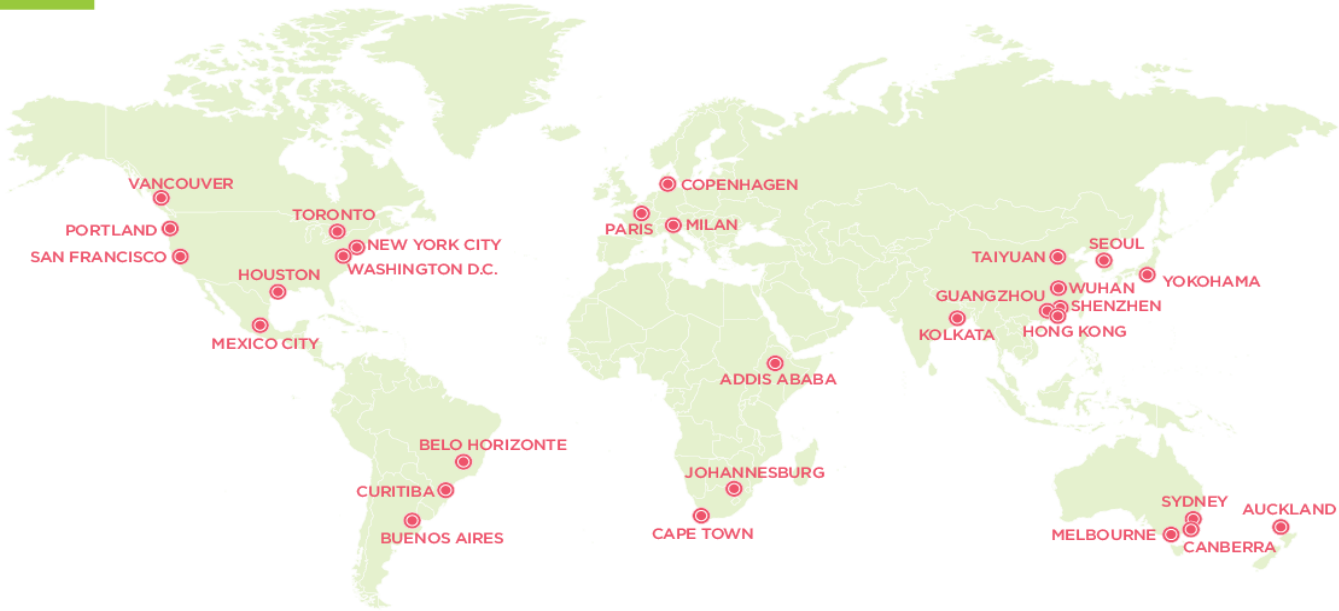 VANCOUVER
TORONTO
PORTLAND
NEW YORK CITY
SAN FRANCISCO
WASHINGTON D.C.
HOUSTON
MEXICO CITY
BELO HORIZONTE
CURITIBA
BUENOS AIRES
COPENHAGEN
PARIS
MILAN
ADDIS ABABA
JOHANNESBURG
CAPE TOWN
TAIYUAN
SEOUL
YOKOHAMA
WUHAN
GUANGZHOU
SHENZHEN
KOLKATA
HONG KONG
SYDNEY
AUCKLAND
MELBOURNE
CANBERRA